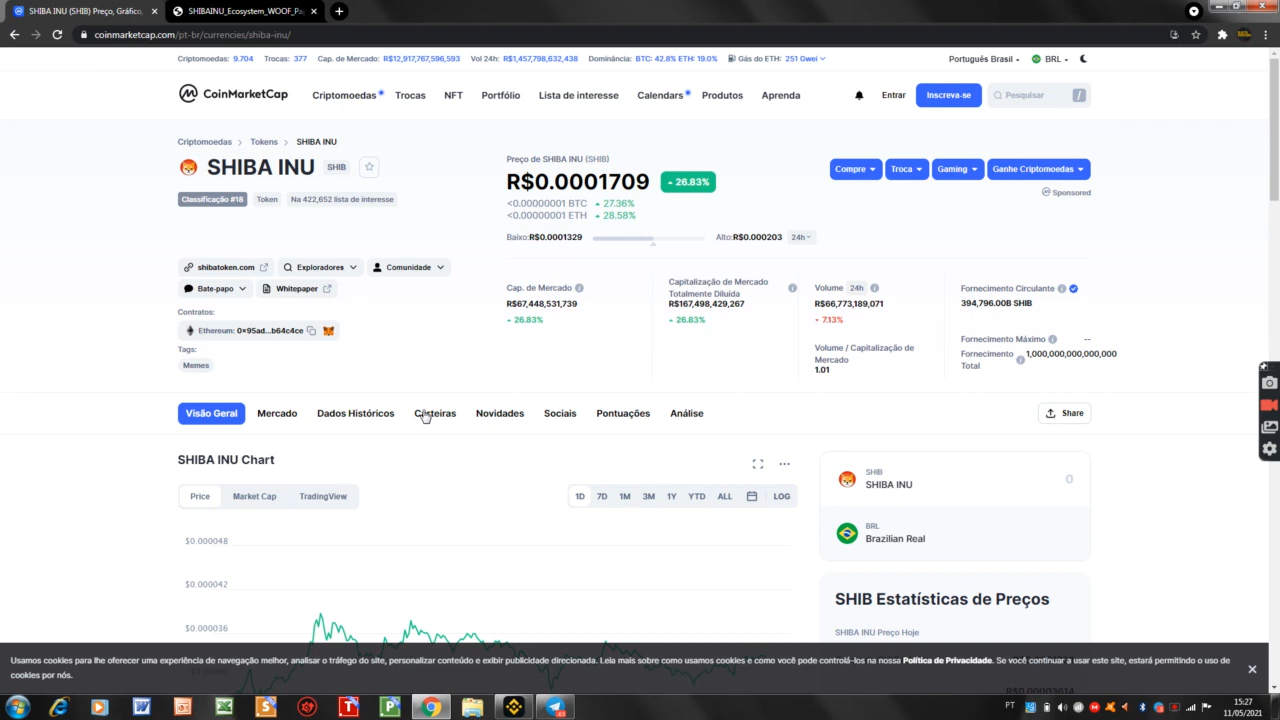 SHIBA INU (SHIB) Preço, Gráfico,
SHIBAINU_Ecosystem_WOOF_Pa
coinmarketcap.com/pt-br/currencies/shiba-inu/
Criptomoedas: 9.704 Trocas: 377 Cap. de Mercado: R$12,917,767,596,593 Vol 24h: R$1,457,798,632,438 Dominância: BTC: 42.8% ETH: 19.0% Gás do ETH: 251 Gwei
Português Brasil BRL
CoinMarketCap
Criptomoedas Trocas NFT Portfólio Lista de interesse Calendars Produtos Aprenda
Entrar Inscreva-se Pesquisar /
Criptomoedas > Tokens > SHIBA INU
SHIBA INU SHIB
Classificação #18 Token Na 422,652 lista de interesse
Preço de SHIBA INU (SHIB)
R$0.0001709 26.83%
<0.00000001 BTC 27.36%
<0.00000001 ETH 28.58%
Baixo:R$0.0001329 Alto:R$0.000203 24h
Compre Troca Gaming Ganhe Criptomoedas
Sponsored
shibatoken.com Exploradores Comunidade
Bate-papo Whitepaper
Contratos:
Ethereum: 0x95ad...b64c4ce
Tags:
Memes
Cap. de Mercado
R$67,448,531,739
26.83%
Capitalização de Mercado
Totalmente Diluída
R$167,498,429,267
26.83%
Volume 24h
R$66,773,189,071
7.13%
Volume / Capitalização de
Mercado
1.01
Fornecimento Circulante
394,796.00B SHIB
Fornecimento Máximo --
Fornecimento
Total
1,000,000,000,000,000
Visão Geral Mercado Dados Históricos Carteiras Novidades Sociais Pontuações Análise
Share
SHIBA INU Chart
Price Market Cap TradingView
1D 7D 1M 3M 1Y YTD ALL LOG
$0.000048
$0.000042
$0.000036
SHIB
SHIBA INU
0
BRL
Brazilian Real
SHIB Estatísticas de Preços
SHIBA INU Preço Hoje
Usamos cookies para lhe oferecer uma experiência de navegação melhor, analisar o tráfego do site, personalizar conteúdo e exibir publicidade direcionada. Leia mais sobre como usamos cookies e como você pode controlá-los na nossa Política de Privacidade. Se você continuar a usar este site, estará permitindo o uso de
cookies por nós.
PT
15:27
11/05/2021